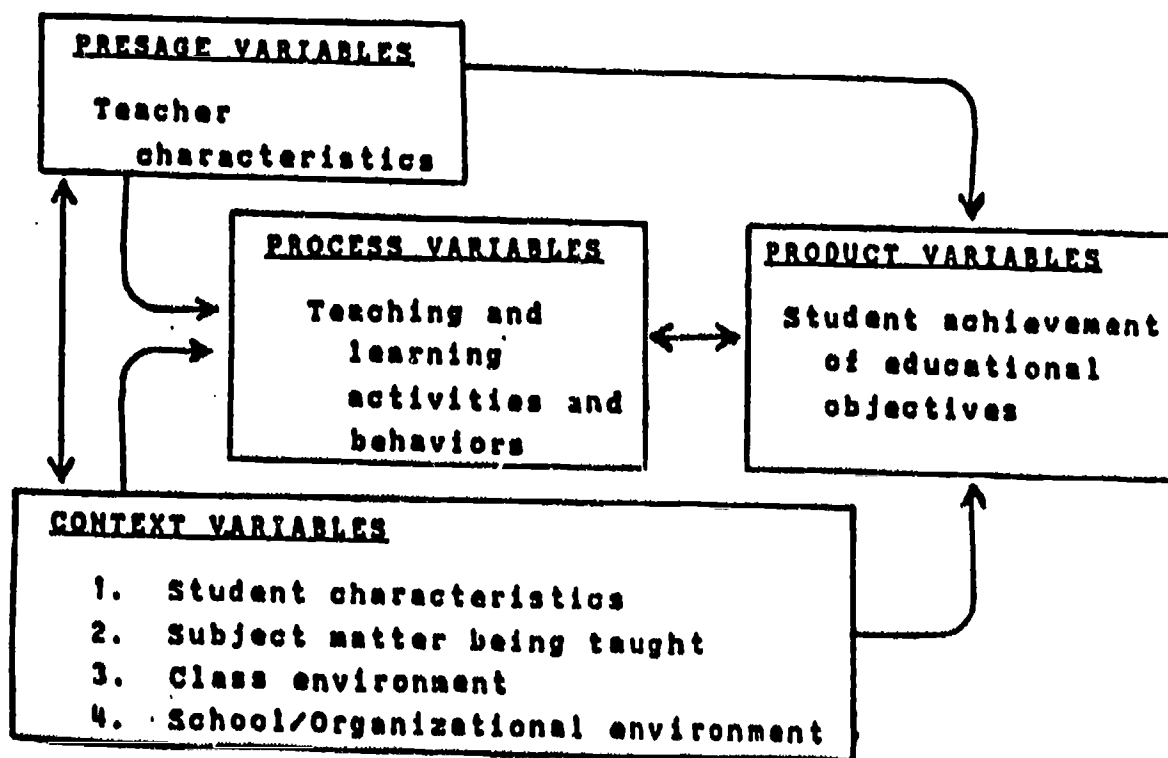 PRESAGE VARIABLES
Teacher
characteristics
PROCESS VARIABLES
Teaching and
learning
activities and
behaviors
PRODUCT VARIABLES
Student achievement
of educational
objectives
CONTEXT VARIABLES
1. Student characteristics
2. Subject matter being taught
3. Class environment
4. School/Organizational environment